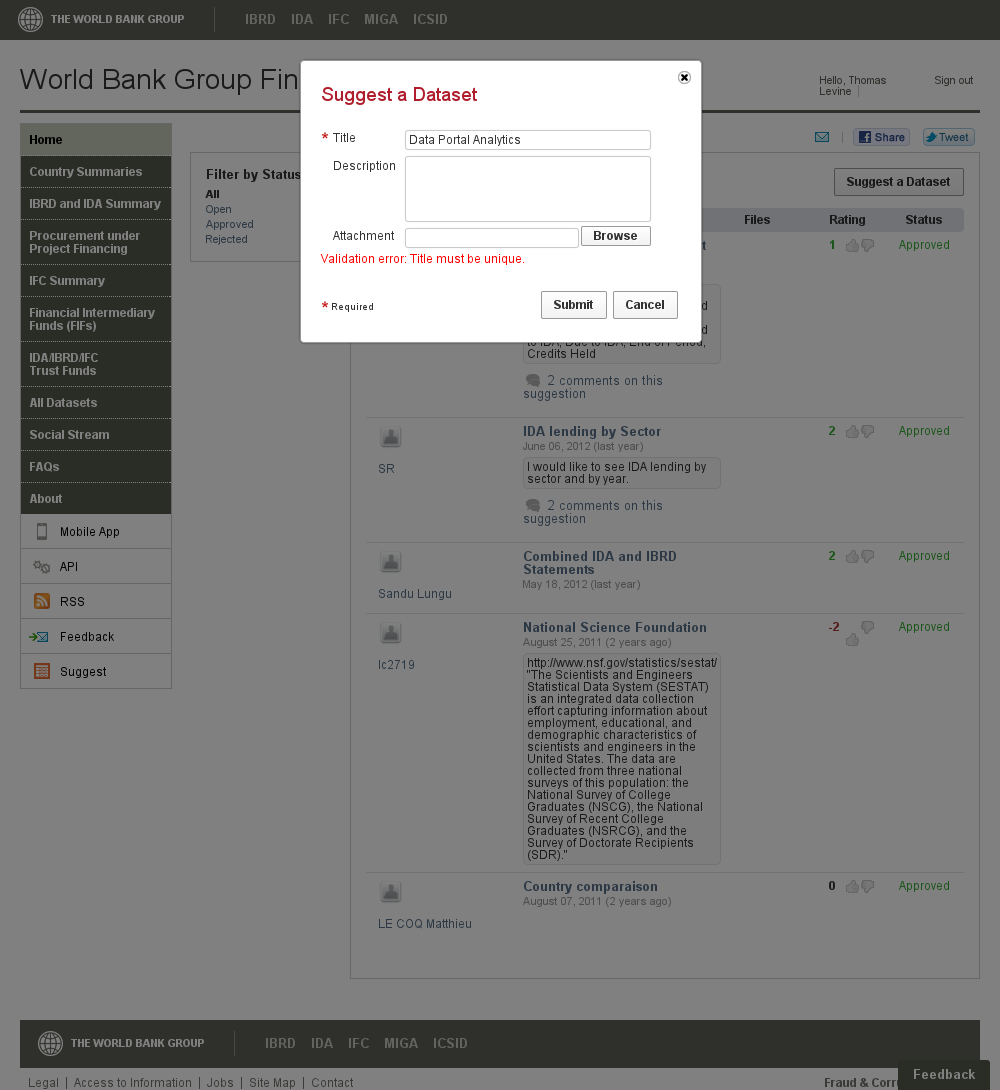 THE WORLD BANK GROUP IBRD IDA IFC MIGA ICSID
World Bank Group Fin
Hello, Thomas Levine
Sign out
Suggest a Dataset
* Title Data Portal Analytics
Description
Attachment Browse
Validation error: Title must be unique.
* Required
Submit Cancel
Home
Country Summaries
IBRD and IDA Summary
Procurement under
Project Financing
IFC Summary
Financial Intermediary
Funds (FIFs)
IDA/IBRD/IFC
Trust Funds
All Datasets
Social Stream
FAQs
About
Mobile App
API
RSS
Feedback
Suggest
Filter by Status
All
Open
Approved
Rejected
Share Tweet
Suggest a Dataset
Files Rating Status
1 Approved
to IDA, Due to IDA, End of Period,
Credits Held
2 comments on this
suggestion
SR
IDA lending by Sector
June 06, 2012 (last year)
I would like to see IDA lending by
sector and by year.
2 comments on this
suggestion
2 Approved
Sandu Lungu
Combined IDA and IBRD
Statements
May 18, 2012 (last year)
2 Approved
lc2719
National Science Foundation
August 25, 2011 (2 years ago)
http://www.nsf.gov/statistics/sestat/
"The Scientists and Engineers
Statistical Data System (SESTAT)
is an integrated data collection
effort capturing information about
employment, educational, and
demographic characteristics of
scientists and engineers in the
United States. The data are
collected from three national
surveys of this population: the
National Survey of College
Graduates (NSCG), the National
Survey of Recent College
Graduates (NSRCG), and the
Survey of Doctorate Recipients
(SDR)."
-2 Approved
LE COQ Matthieu
Country comparaison
August 07, 2011 (2 years ago)
0 Approved
THE WORLD BANK GROUP IBRD IDA IFC MIGA ICSID
Legal | Access to Information | Jobs | Site Map | Contact
Fraud & Corr
Feedback